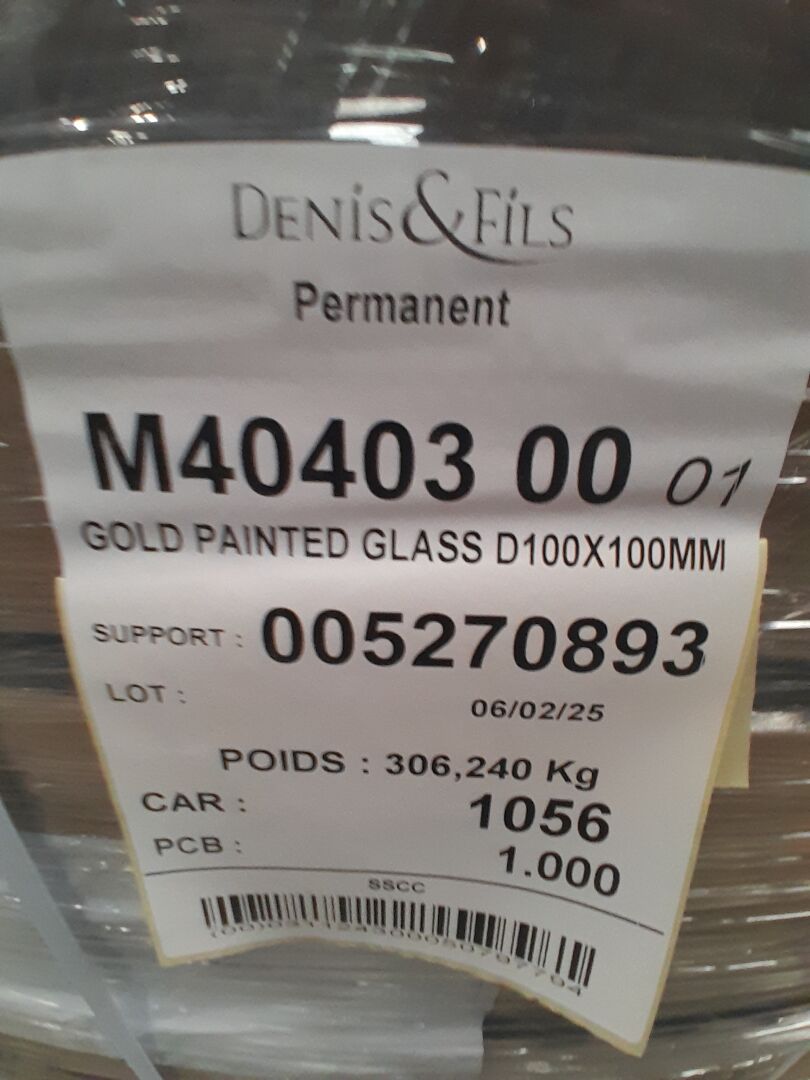 DENIS&FILS
Permanent
M40403 00 01
GOLD PAINTED GLASS D100X100MM
SUPPORT : 005270893
LOT : 06/02/25
POIDS : 306,240 Kg
CAR : 1056
PCB : 1.000
SSCC